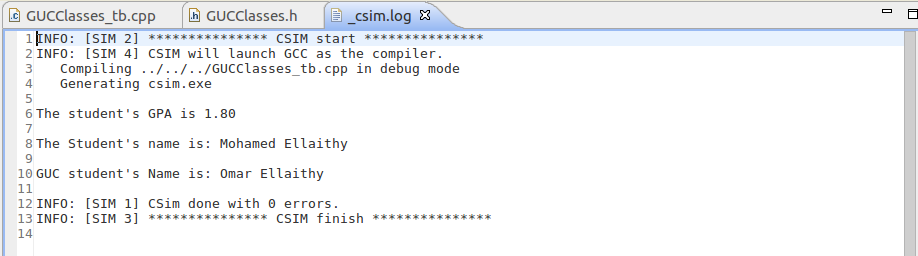 GUCClasses_tb.cpp GUCClasses.h _csim.log
1 INFO: [SIM 2] *************** CSIM start ***************
2 INFO: [SIM 4] CSIM will launch GCC as the compiler.
3    Compiling ../../../GUCClasses_tb.cpp in debug mode
4    Generating csim.exe
5
6 The student's GPA is 1.80
7
8 The Student's name is: Mohamed Ellaithy
9
10 GUC student's Name is: Omar Ellaithy
11
12 INFO: [SIM 1] CSim done with 0 errors.
13 INFO: [SIM 3] *************** CSIM finish ***************
14